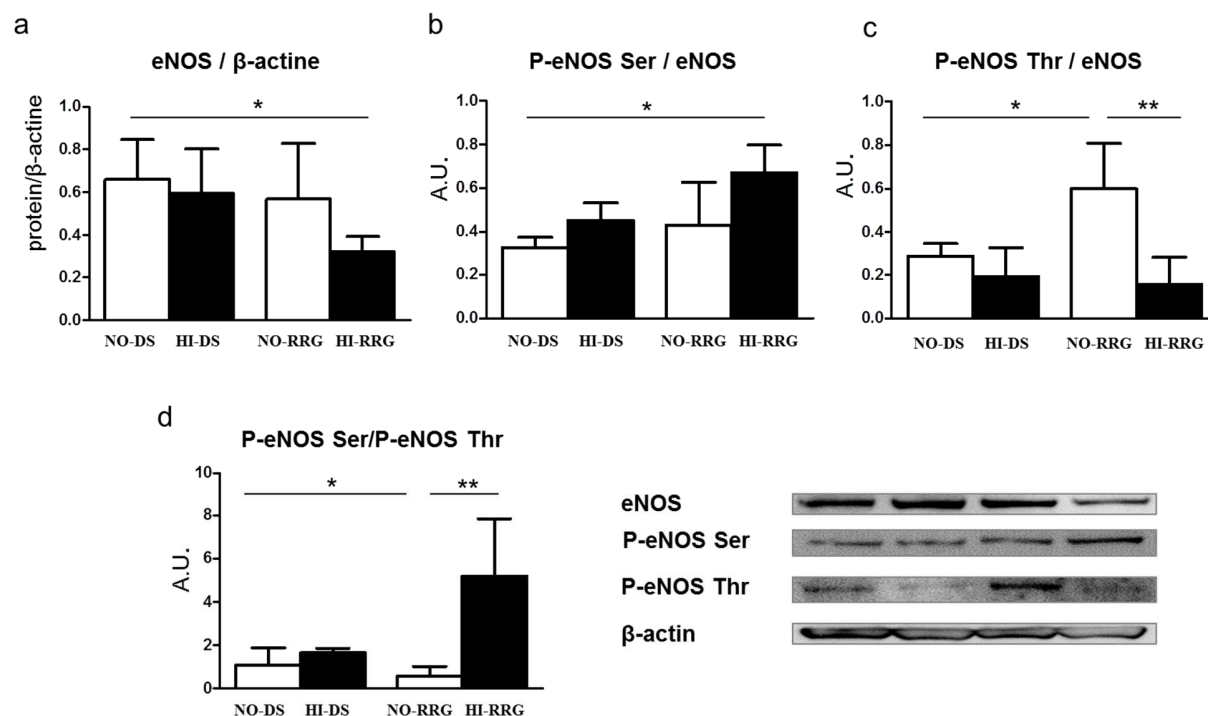 a
eNOS / β-actine
protein/β-actine
1.0
0.8
0.6
0.4
0.2
0.0
*
NO-DS HI-DS NO-RRG HI-RRG
b
P-eNOS Ser / eNOS
A.U.
1.0
0.8
0.6
0.4
0.2
0.0
*
NO-DS HI-DS NO-RRG HI-RRG
c
P-eNOS Thr / eNOS
A.U.
1.0
0.8
0.6
0.4
0.2
0.0
* **
NO-DS HI-DS NO-RRG HI-RRG
d
P-eNOS Ser/P-eNOS Thr
A.U.
10
8
6
4
2
0
* **
NO-DS HI-DS NO-RRG HI-RRG
eNOS
P-eNOS Ser
P-eNOS Thr
β-actin